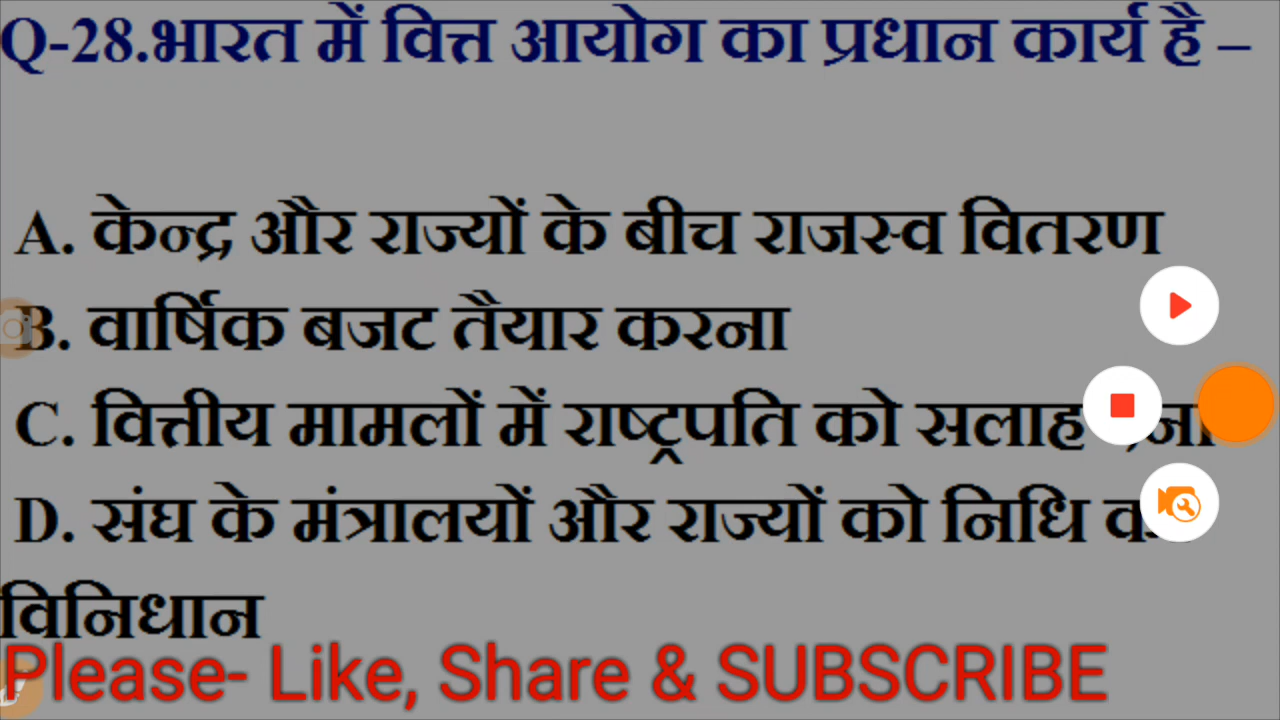 Q-28.भारत में वित्त आयोग का प्रधान कार्य है –
A. केन्द्र और राज्यों के बीच राजस्व वितरण
B. वार्षिक बजट तैयार करना
C. वित्तीय मामलों में राष्ट्रपति को सलाह
D. संघ के मंत्रालयों और राज्यों को निधि
विनिधान
Please- Like, Share & SUBSCRIBE